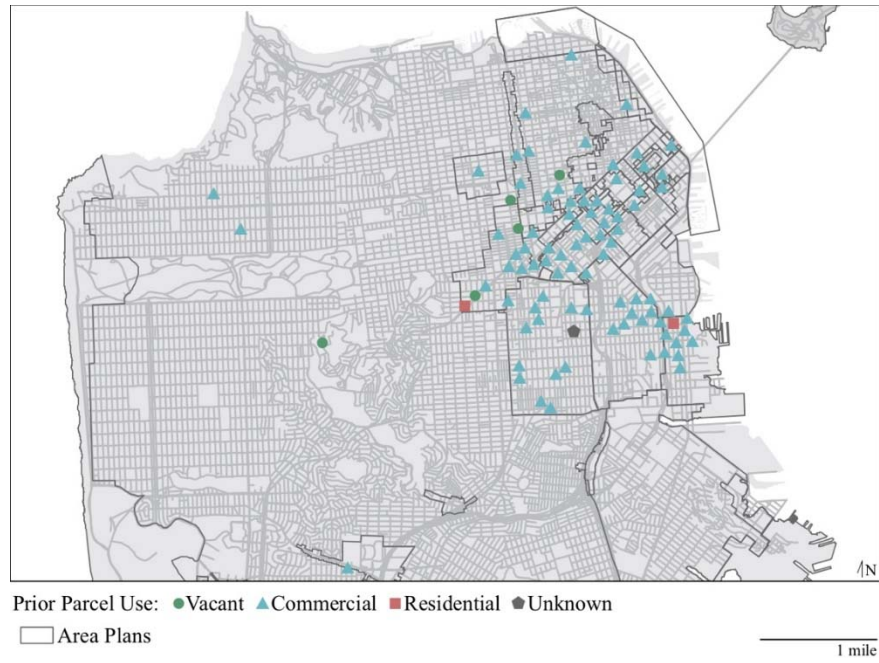 N
Prior Parcel Use: Vacant Commercial Residential Unknown
Area Plans
1 mile